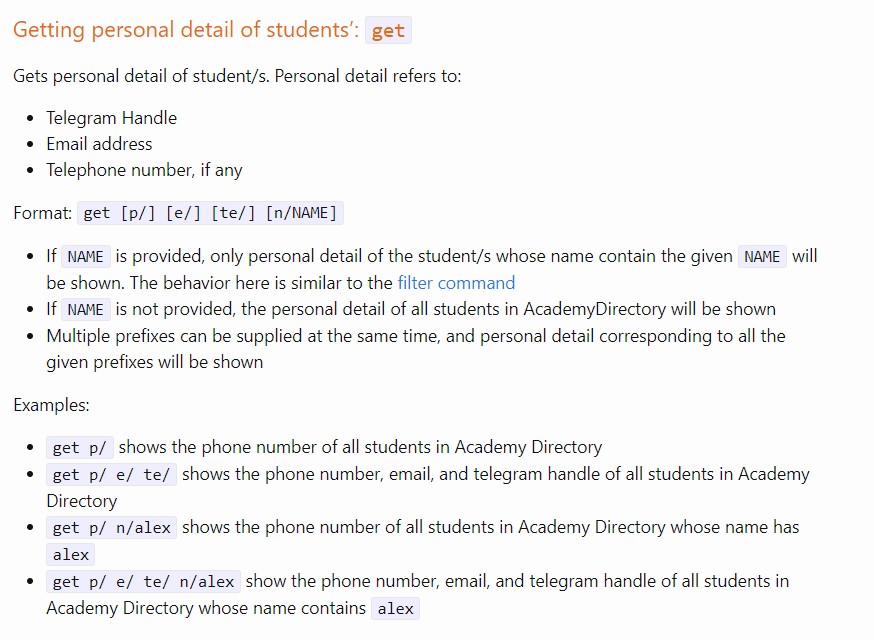 Getting personal detail of students’: get
Gets personal detail of student/s. Personal detail refers to:
• Telegram Handle
• Email address
• Telephone number, if any
Format: get [p/] [e/] [te/] [n/NAME]
• If NAME is provided, only personal detail of the student/s whose name contain the given NAME will
be shown. The behavior here is similar to the filter command
• If NAME is not provided, the personal detail of all students in AcademyDirectory will be shown
• Multiple prefixes can be supplied at the same time, and personal detail corresponding to all the
given prefixes will be shown
Examples:
• get p/ shows the phone number of all students in Academy Directory
• get p/ e/ te/ shows the phone number, email, and telegram handle of all students in Academy
Directory
• get p/ n/alex shows the phone number of all students in Academy Directory whose name has
alex
• get p/ e/ te/ n/alex show the phone number, email, and telegram handle of all students in
Academy Directory whose name contains alex